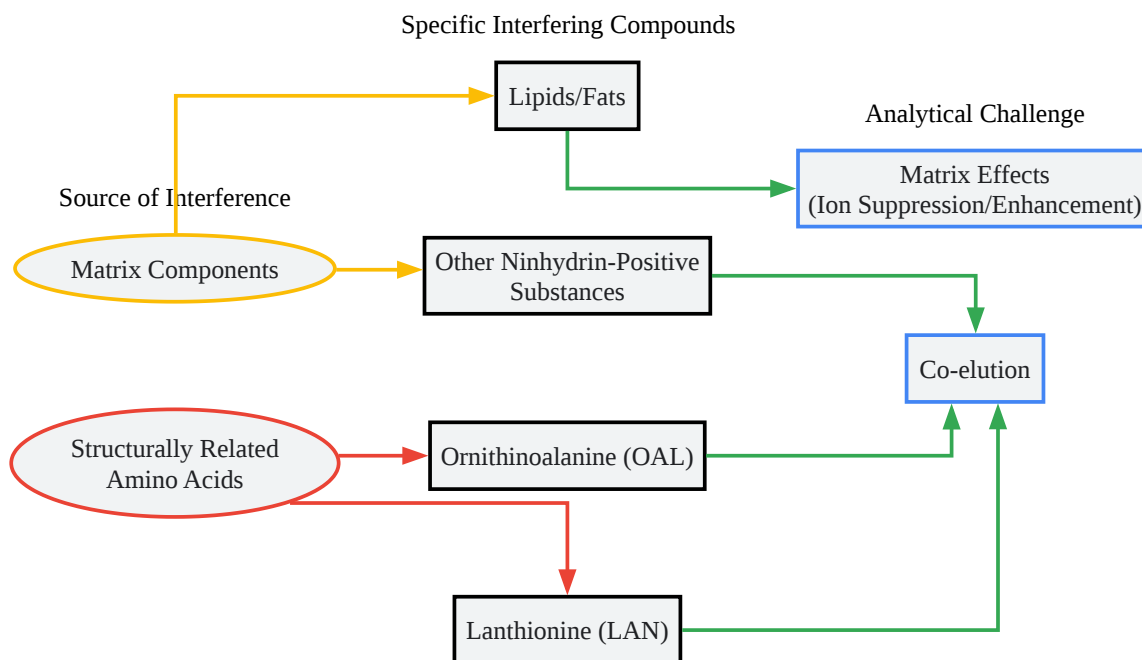 Specific Interfering Compounds
Lipids/Fats
Analytical Challenge
Matrix Effects
(Ion Suppression/Enhancement)
Source of Interference
Matrix Components
Other Ninhydrin-Positive
Substances
Co-elution
Structurally Related
Amino Acids
Ornithinoalanine (OAL)
Lanthionine (LAN)